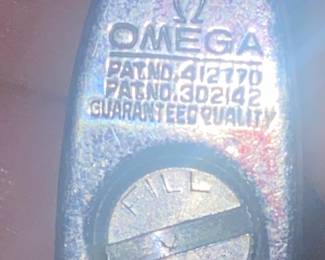 Ω
OMEGA
PAT.NO. 412770
PAT.NO. 302142
GUARANTEED QUALITY
FILL